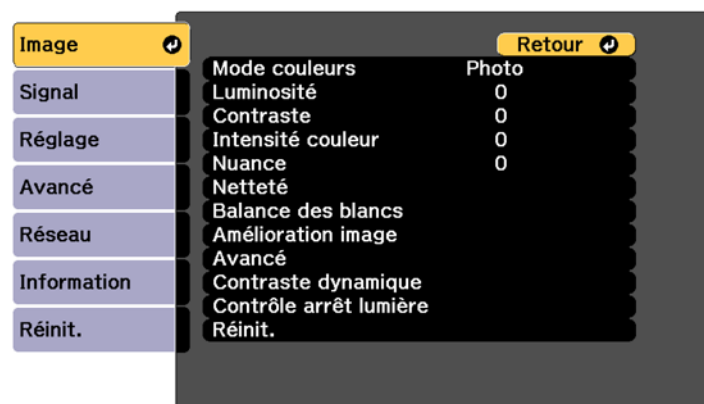 Image
Signal
Réglage
Avancé
Réseau
Information
Réinit.
Retour
Mode couleurs Photo
Luminosité 0
Contraste 0
Intensité couleur 0
Nuance 0
Netteté
Balance des blancs
Amélioration image
Avancé
Contraste dynamique
Contrôle arrêt lumière
Réinit.